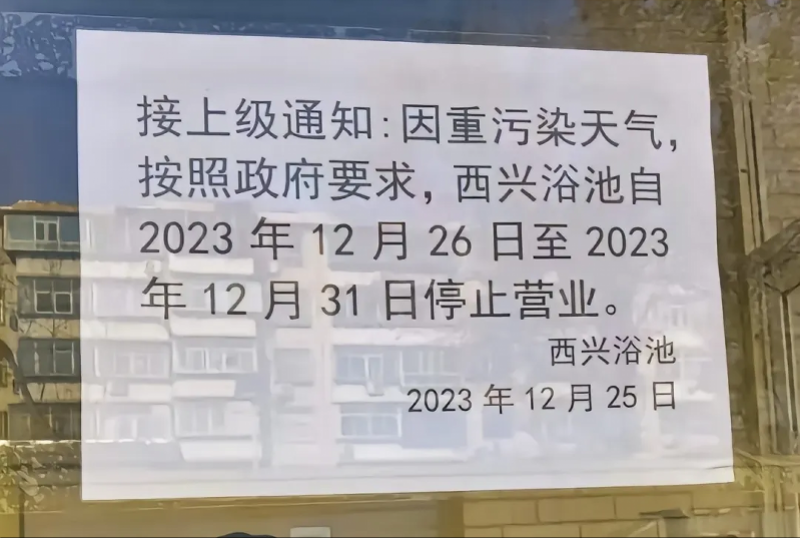 接上级通知:因重污染天气,
按照政府要求,西兴浴池自
2023 年 12 月 26 日至 2023
年 12 月 31 日停止营业。
西兴浴池
2023 年 12 月 25 日